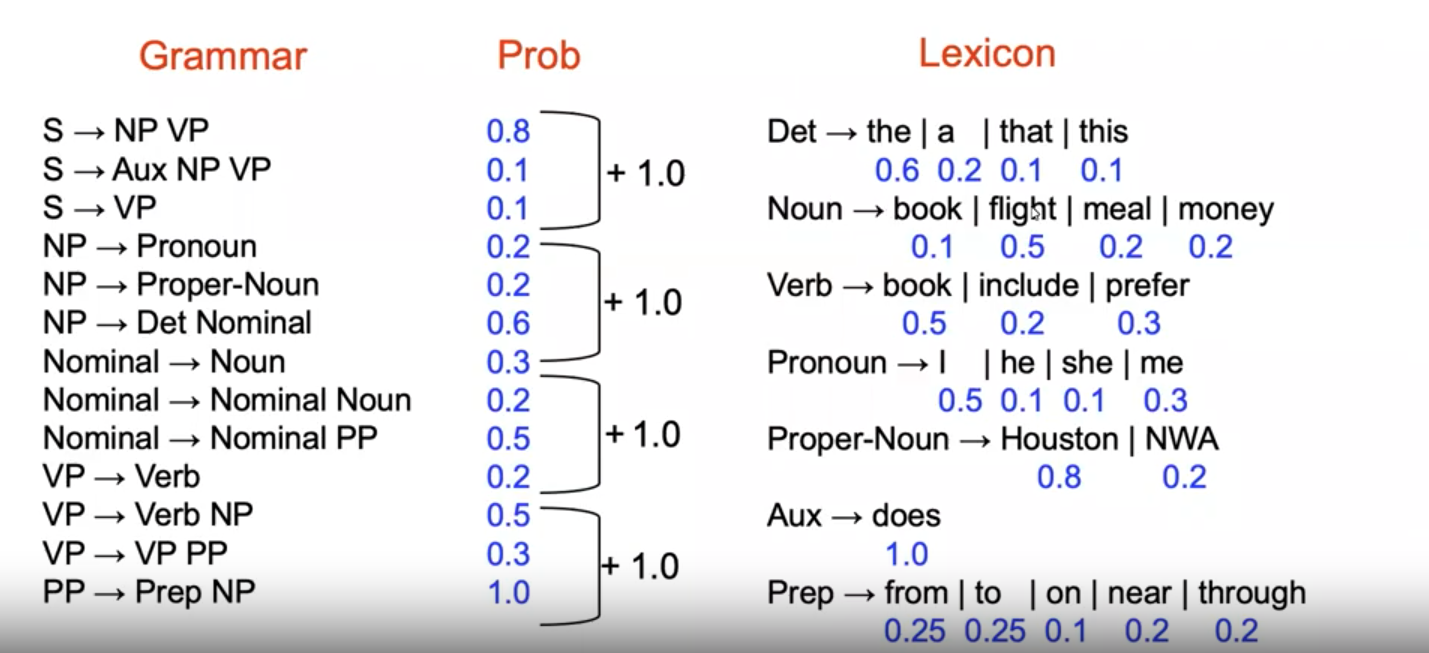 Grammar Prob Lexicon
S → NP VP 0.8
S → Aux NP VP 0.1
S → VP 0.1
+ 1.0
NP → Pronoun 0.2
NP → Proper-Noun 0.2
NP → Det Nominal 0.6
+ 1.0
Nominal → Noun 0.3
Nominal → Nominal Noun 0.2
Nominal → Nominal PP 0.5
+ 1.0
VP → Verb 0.2
VP → Verb NP 0.5
VP → VP PP 0.3
+ 1.0
PP → Prep NP 1.0
Det → the | a | that | this
0.6 0.2 0.1 0.1
Noun → book | flight | meal | money
0.1 0.5 0.2 0.2
Verb → book | include | prefer
0.5 0.2 0.3
Pronoun → I | he | she | me
0.5 0.1 0.1 0.3
Proper-Noun → Houston | NWA
0.8 0.2
Aux → does
1.0
Prep → from | to | on | near | through
0.25 0.25 0.1 0.2 0.2